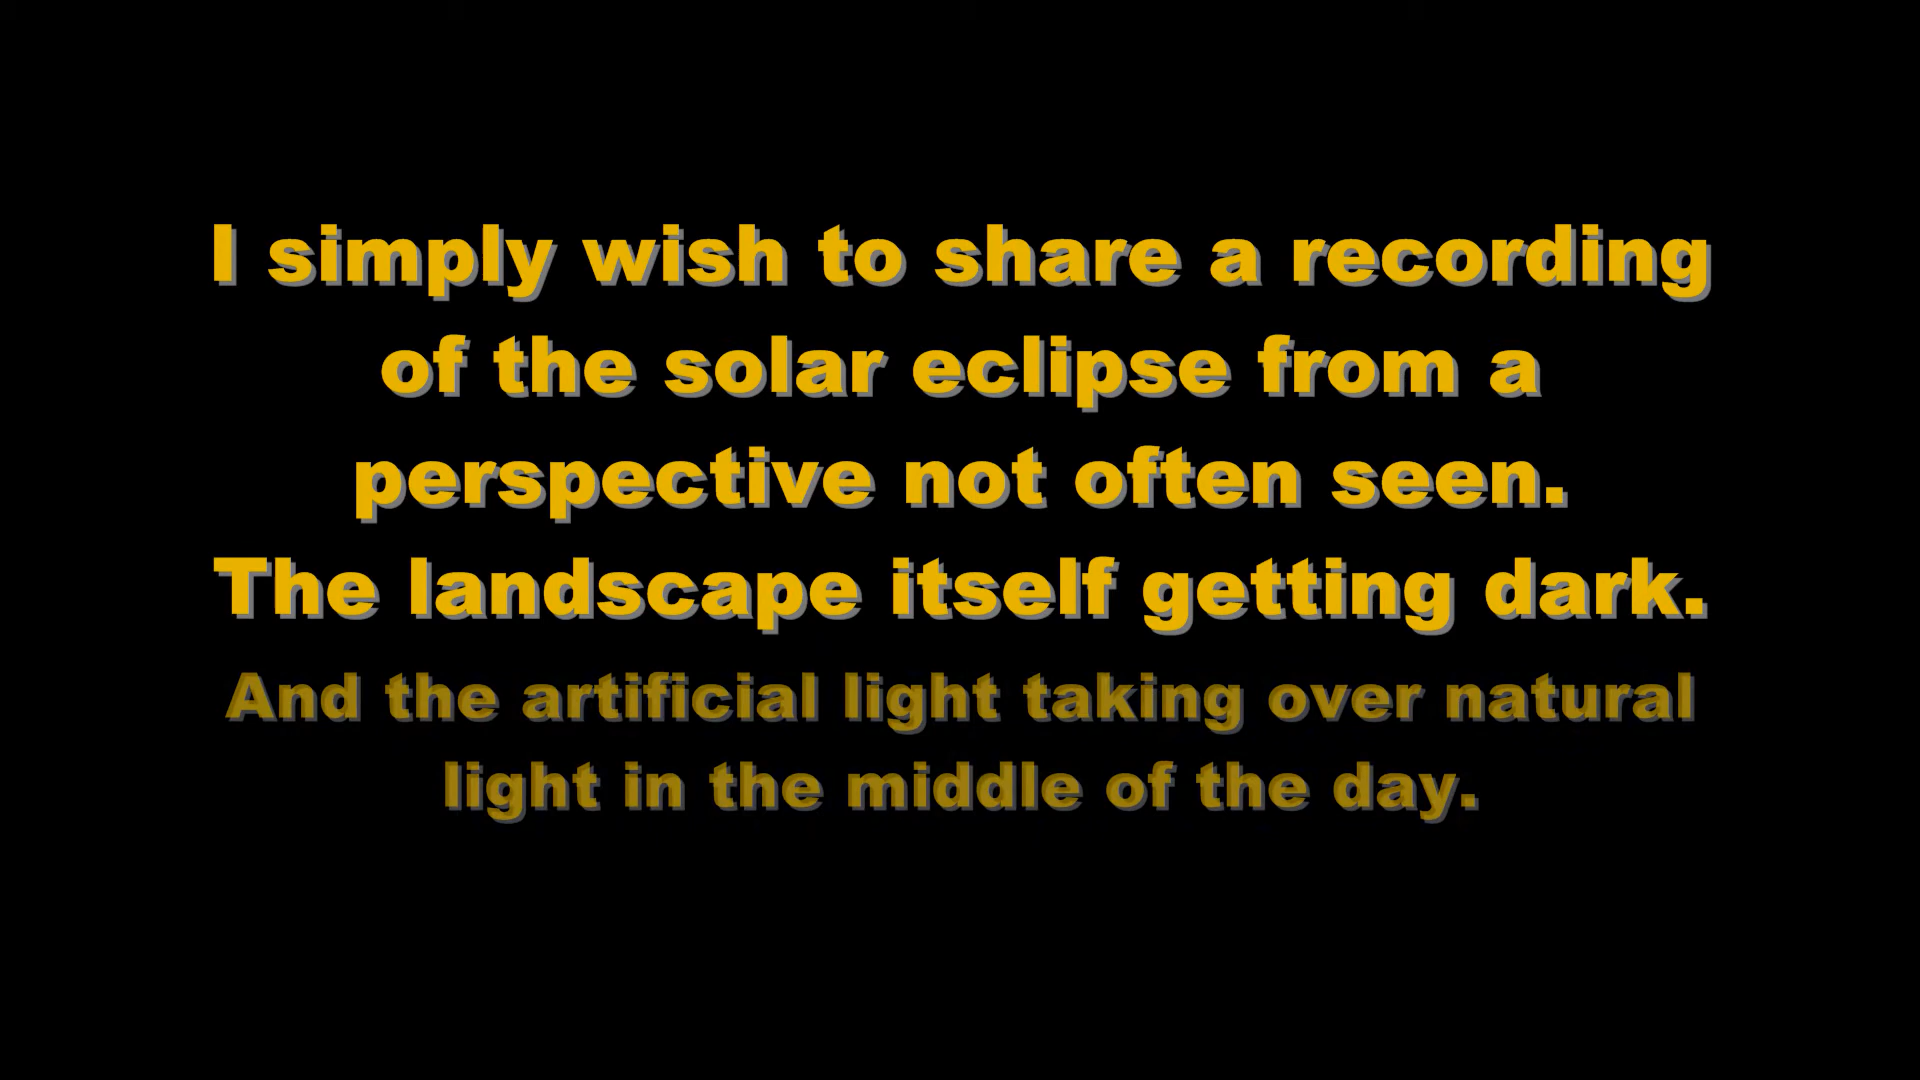 I simply wish to share a recording
of the solar eclipse from a
perspective not often seen.
The landscape itself getting dark.
And the artificial light taking over natural
light in the middle of the day.